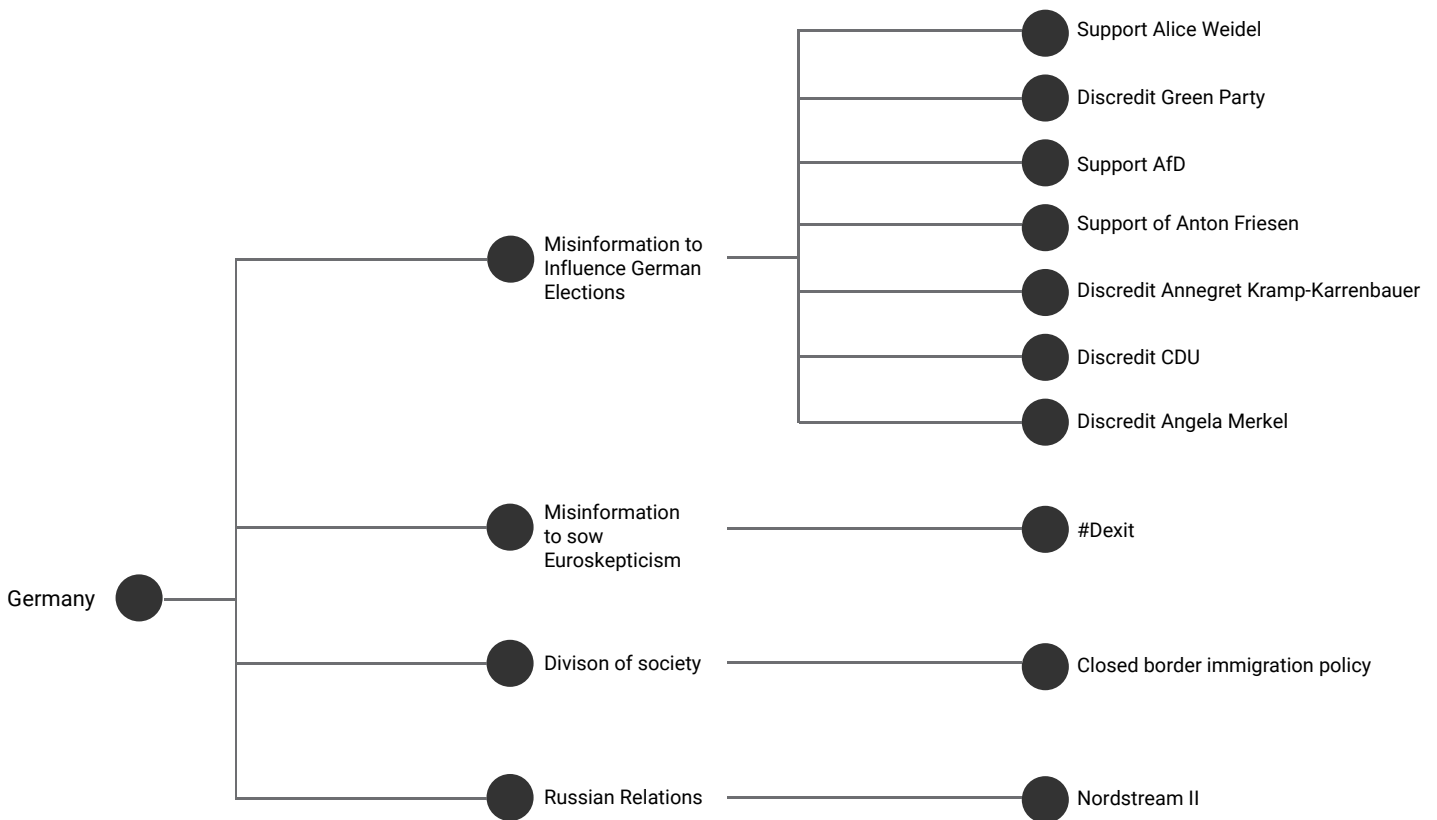 Support Alice Weidel
Discredit Green Party
Support AfD
Support of Anton Friesen
Misinformation to
Influence German
Elections
Discredit Annegret Kramp-Karrenbauer
Discredit CDU
Discredit Angela Merkel
Misinformation
to sow
Euroskepticism
#Dexit
Germany
Divison of society
Closed border immigration policy
Russian Relations
Nordstream II